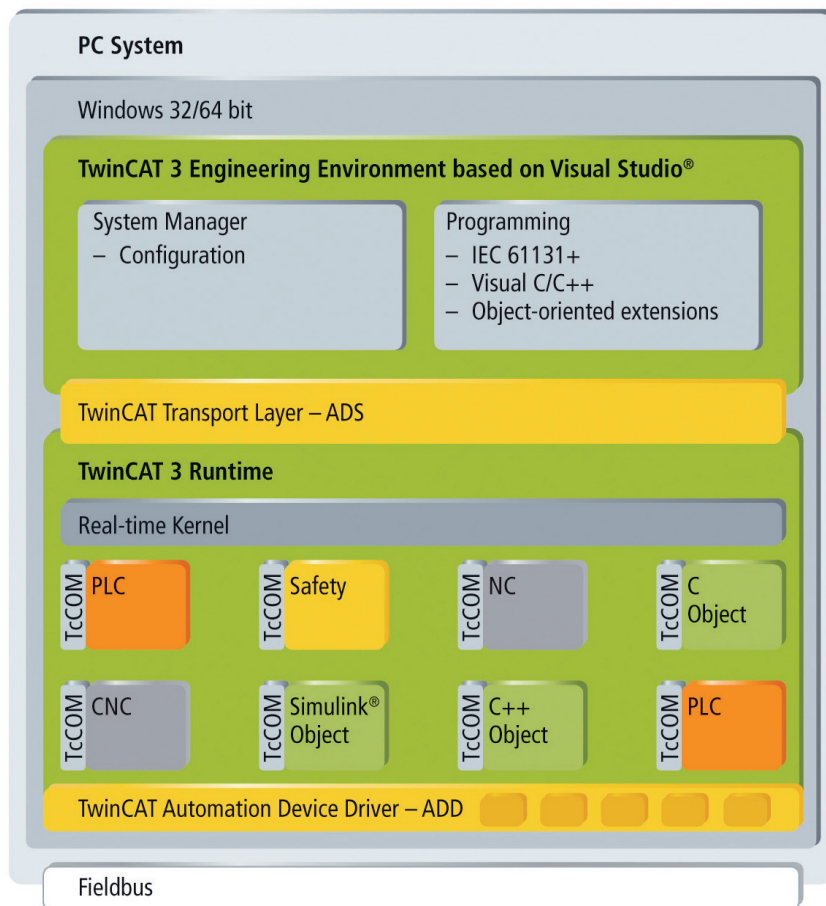 PC System
Windows 32/64 bit
TwinCAT 3 Engineering Environment based on Visual Studio®
System Manager
– Configuration
Programming
– IEC 61131+
– Visual C/C++
– Object-oriented extensions
TwinCAT Transport Layer – ADS
TwinCAT 3 Runtime
Real-time Kernel
TcCOM
PLC
TcCOM
Safety
TcCOM
NC
TcCOM
C
Object
TcCOM
CNC
TcCOM
Simulink®
Object
TcCOM
C++
Object
TcCOM
PLC
TwinCAT Automation Device Driver – ADD
Fieldbus